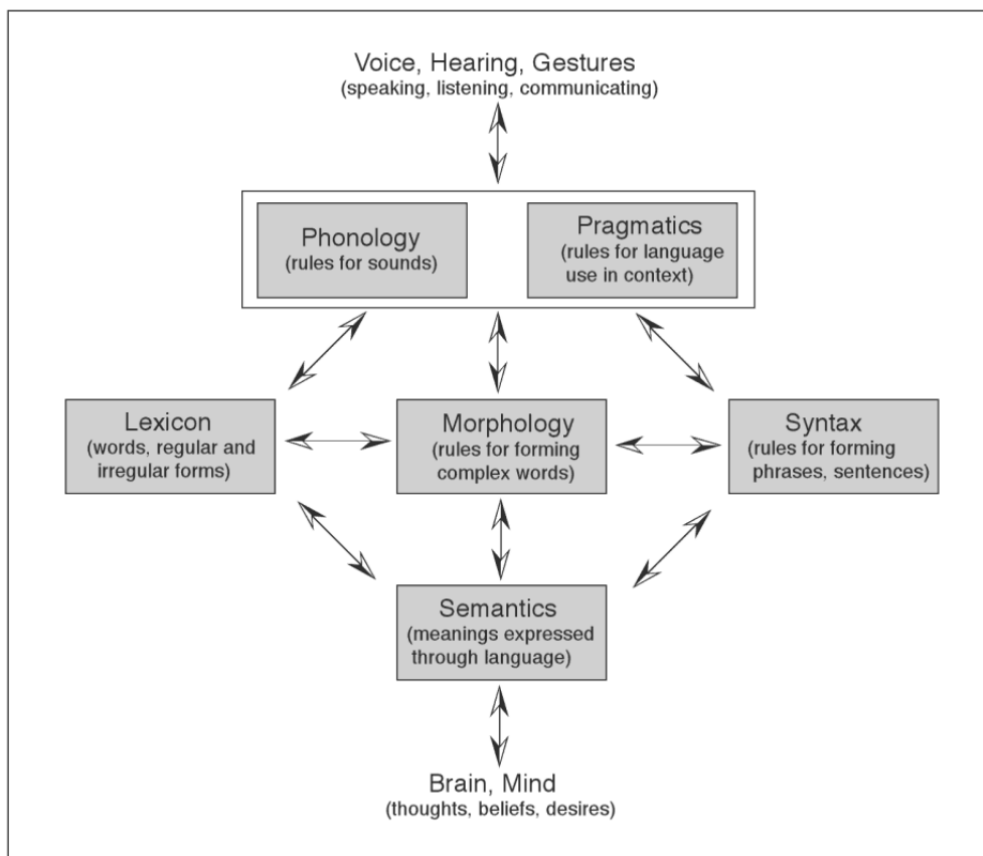 Voice, Hearing, Gestures
(speaking, listening, communicating)
Phonology
(rules for sounds)
Pragmatics
(rules for language
use in context)
Lexicon
(words, regular and
irregular forms)
Morphology
(rules for forming
complex words)
Syntax
(rules for forming
phrases, sentences)
Semantics
(meanings expressed
through language)
Brain, Mind
(thoughts, beliefs, desires)